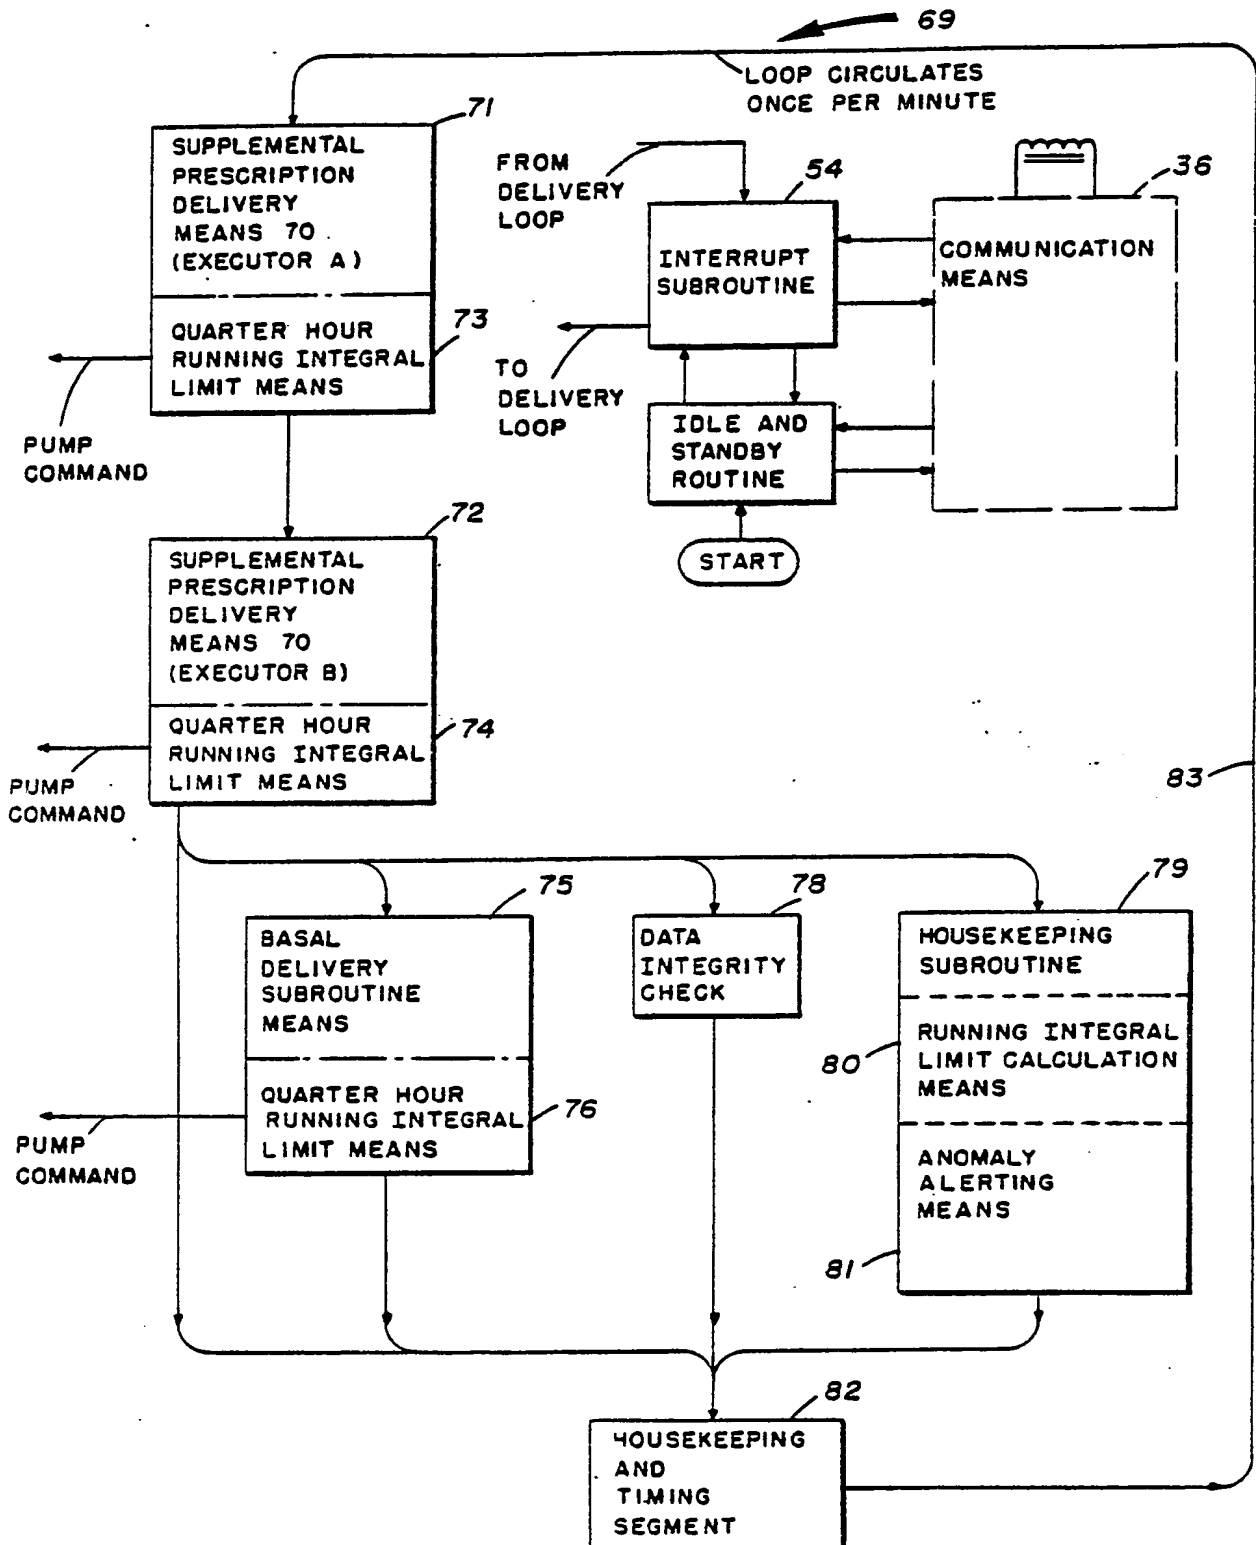 69
LOOP CIRCULATES
ONCE PER MINUTE
71
SUPPLEMENTAL
PRESCRIPTION
DELIVERY
MEANS 70
(EXECUTOR A)
73
QUARTER HOUR
RUNNING INTEGRAL
LIMIT MEANS
PUMP
COMMAND
FROM
DELIVERY
LOOP
54
INTERRUPT
SUBROUTINE
36
COMMUNICATION
MEANS
TO
DELIVERY
LOOP
IDLE AND
STANDBY
ROUTINE
START
72
SUPPLEMENTAL
PRESCRIPTION
DELIVERY
MEANS 70
(EXECUTOR B)
74
QUARTER HOUR
RUNNING INTEGRAL
LIMIT MEANS
PUMP
COMMAND
83
75
BASAL
DELIVERY
SUBROUTINE
MEANS
76
QUARTER HOUR
RUNNING INTEGRAL
LIMIT MEANS
PUMP
COMMAND
78
DATA
INTEGRITY
CHECK
79
HOUSEKEEPING
SUBROUTINE
80
RUNNING INTEGRAL
LIMIT CALCULATION
MEANS
ANOMALY
ALERTING
MEANS
81
82
HOUSEKEEPING
AND
TIMING
SEGMENT